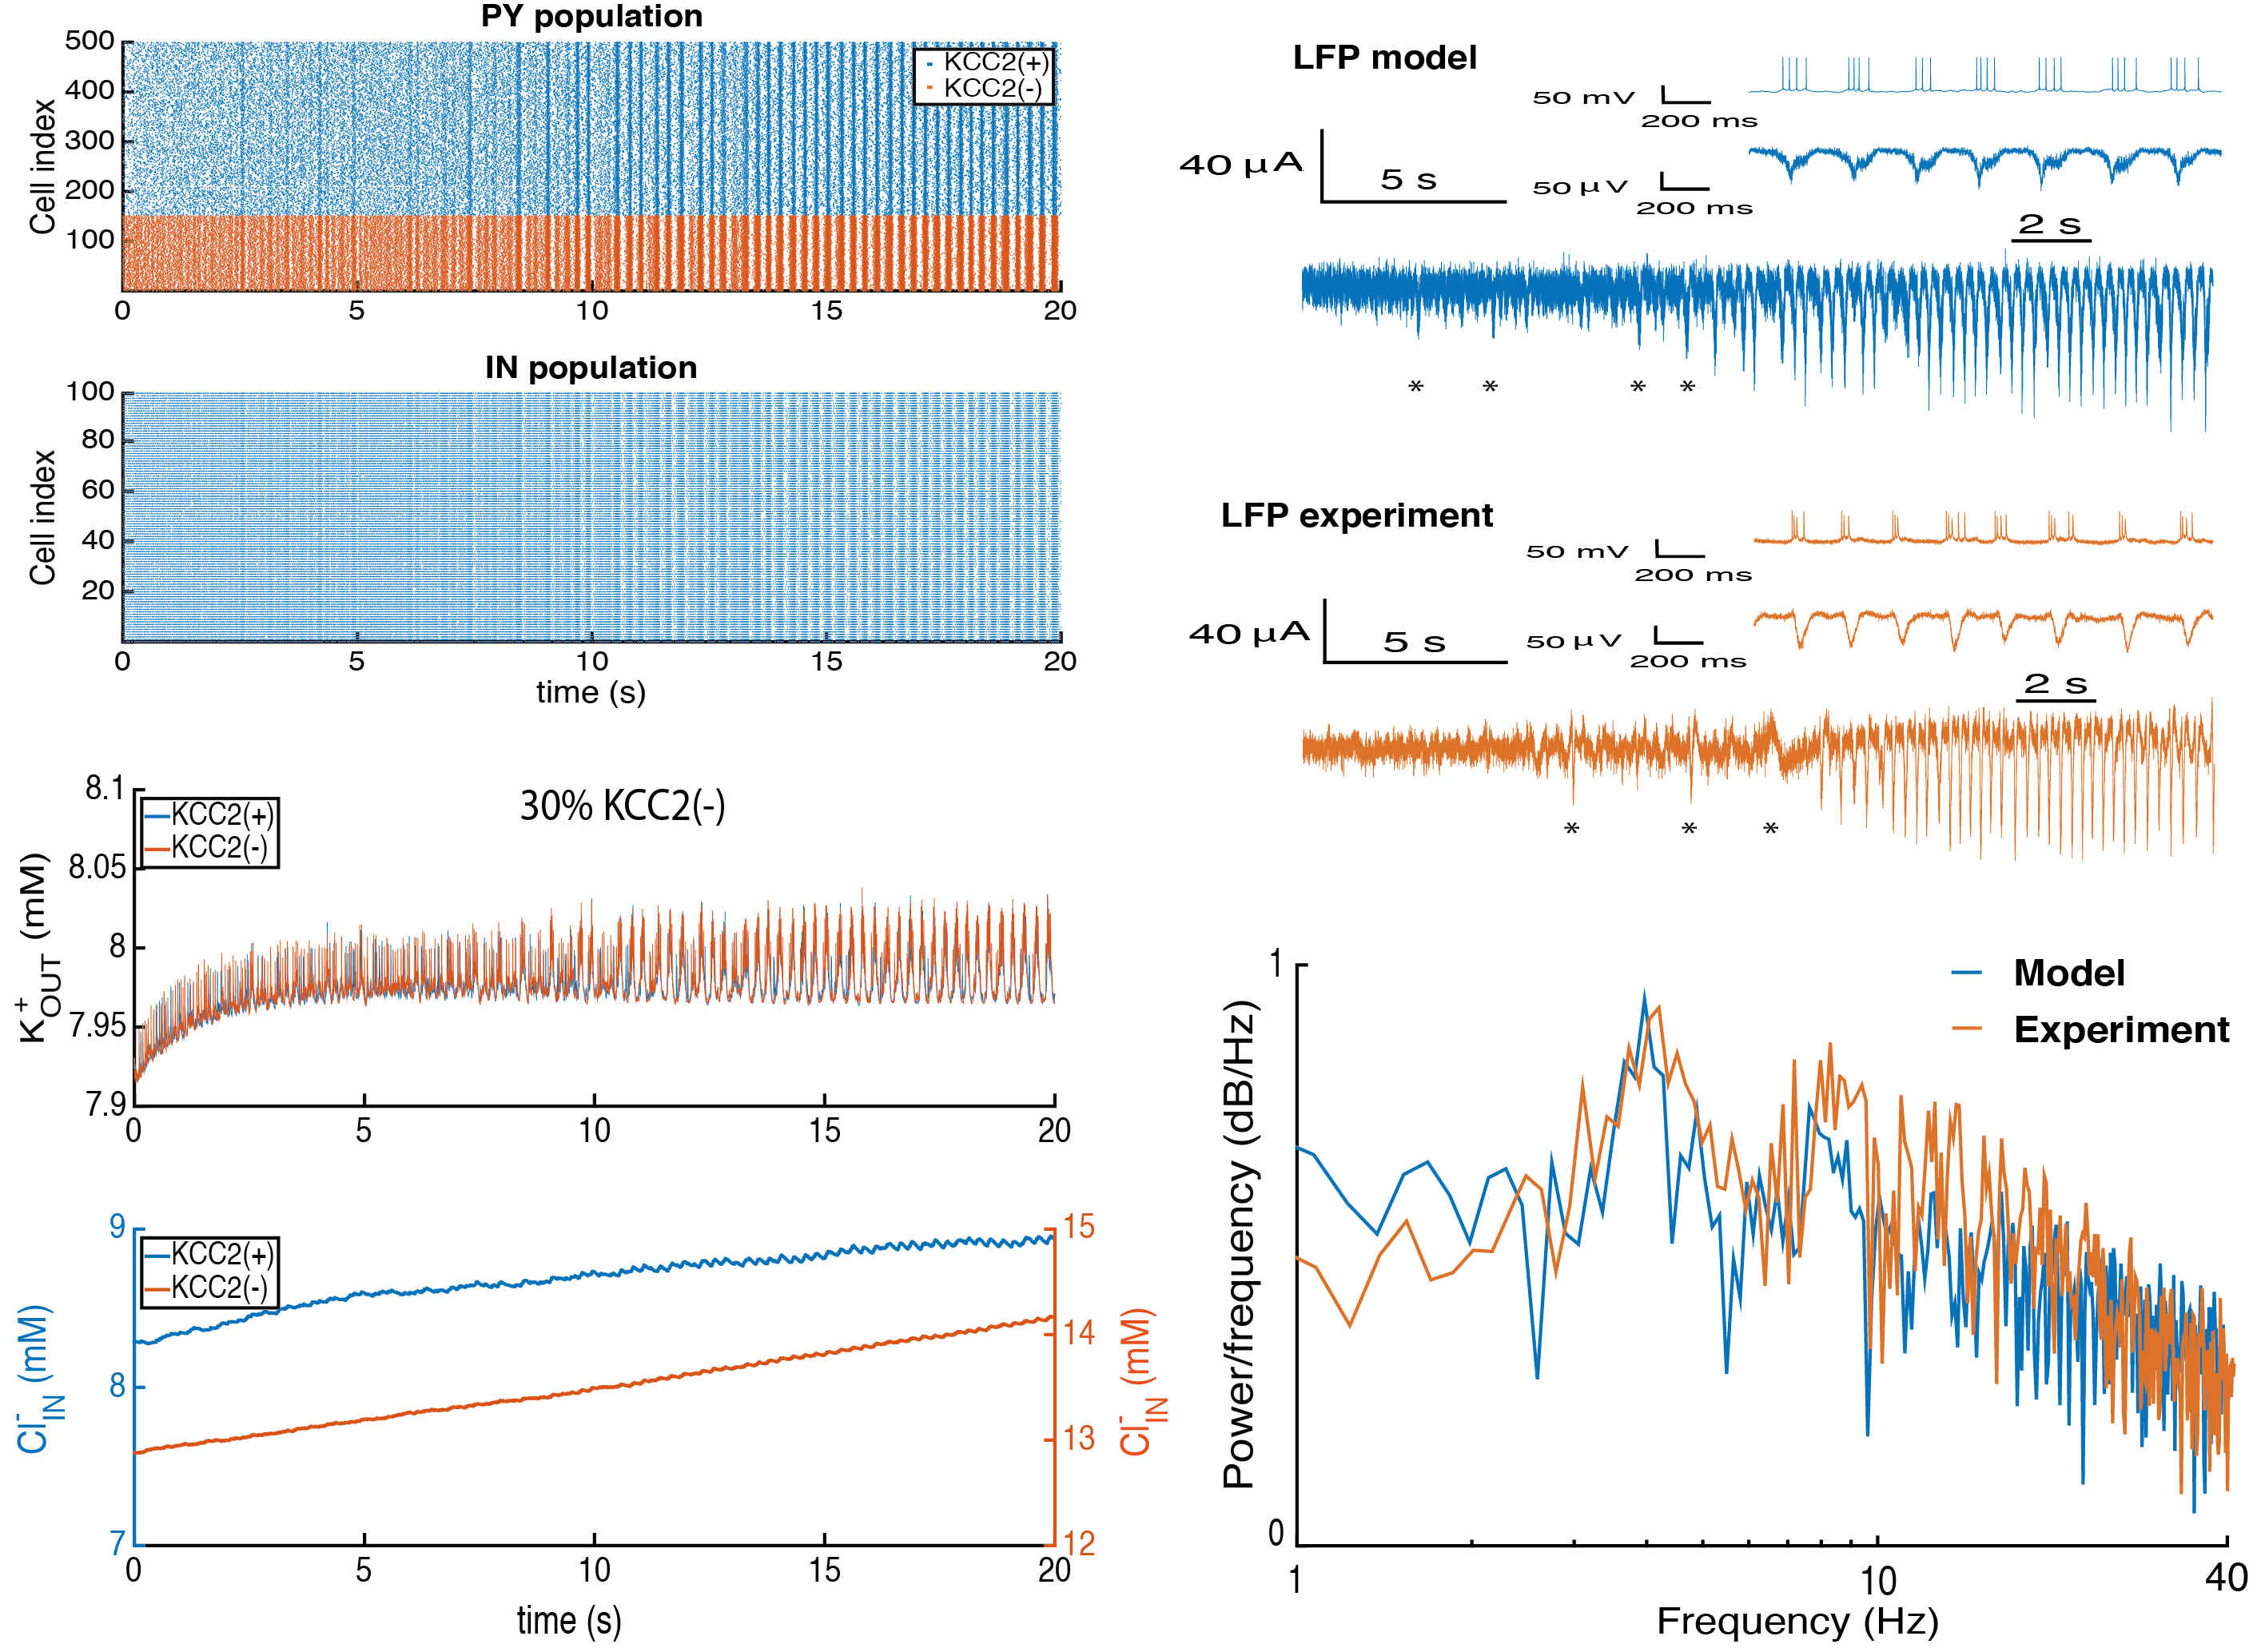 PY population
500
400
300
200
100
Cell index
KCC2(+)
KCC2(-)
0 5 10 15 20
IN population
100
80
60
40
20
Cell index
0 5 10 15 20
time (s)
8.1
8.05
8
7.95
7.9
K+OUT (mM)
KCC2(+)
KCC2(-)
30% KCC2(-)
0 5 10 15 20
9
8
7
Cl-IN (mM)
KCC2(+)
KCC2(-)
15
14
13
12
Cl-IN (mM)
0 5 10 15 20
time (s)
LFP model
50 mV
200 ms
40 µA
5 s
50 µV
200 ms
2 s
* * * *
LFP experiment
50 mV
200 ms
40 µA
5 s
50 µV
200 ms
2 s
* * *
1
0
Power/frequency (dB/Hz)
Model
Experiment
1 10 40
Frequency (Hz)